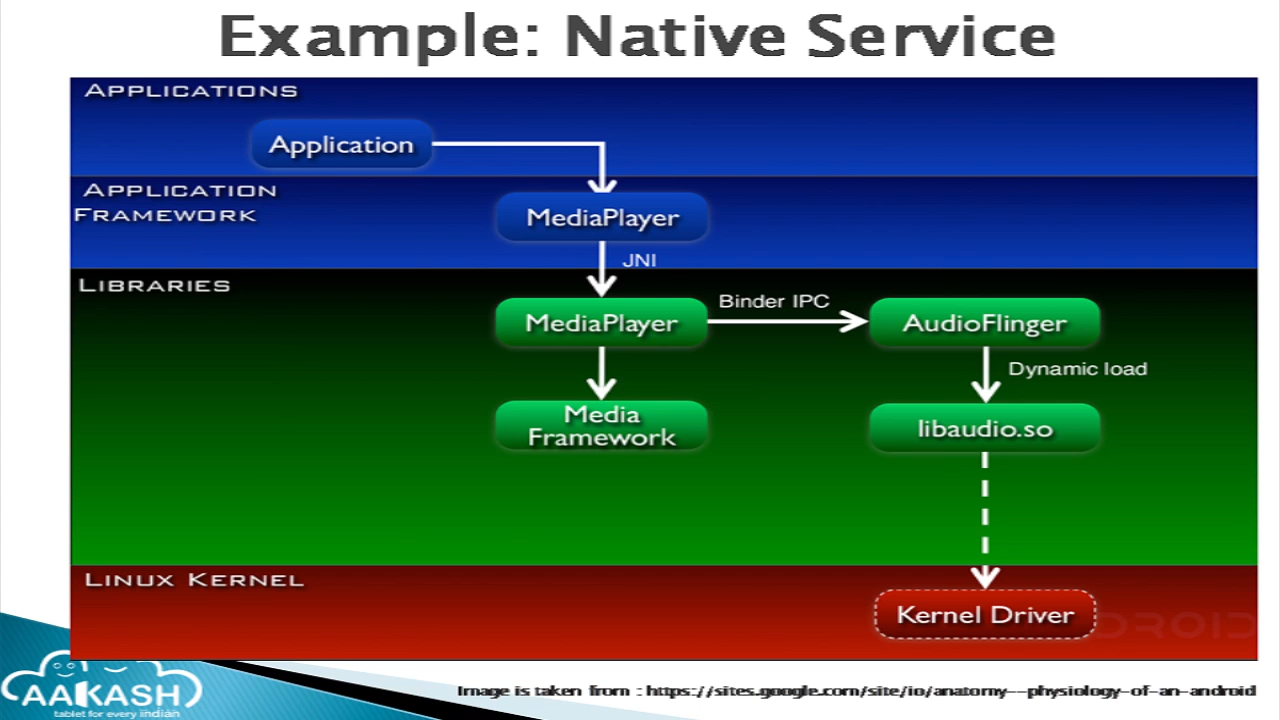 Example: Native Service
APPLICATIONS
Application
APPLICATION
FRAMEWORK
MediaPlayer
JNI
LIBRARIES
MediaPlayer
Binder IPC
AudioFlinger
Dynamic load
Media
Framework
libaudio.so
LINUX KERNEL
Kernel Driver
DROID
AAKASH
tablet for every indian
Image is taken from : https://sites.google.com/site/io/anatomy--physiology-of-an-android